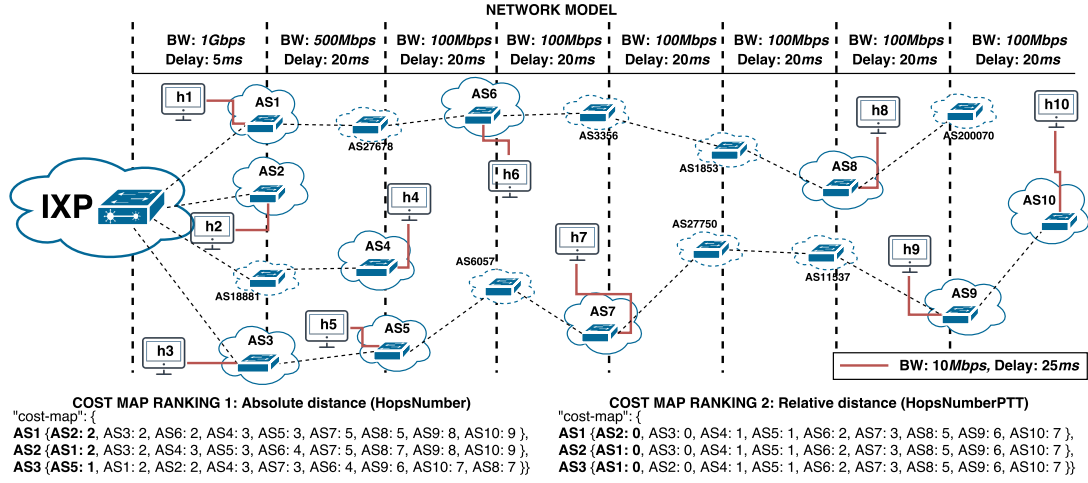 NETWORK MODEL
BW: 1Gbps BW: 500Mbps BW: 100Mbps BW: 100Mbps BW: 100Mbps BW: 100Mbps BW: 100Mbps BW: 100Mbps
Delay: 5ms Delay: 20ms Delay: 20ms Delay: 20ms Delay: 20ms Delay: 20ms Delay: 20ms Delay: 20ms
h1
AS1
AS27678
AS6
h6
AS3356
AS1853
h8
AS8
AS200070
h10
AS10
IXP
AS2
h2
h4
AS4
AS18881
AS6057
h7
AS7
AS27750
AS11537
h9
AS9
h3
AS3
h5
AS5
BW: 10Mbps, Delay: 25ms
COST MAP RANKING 1: Absolute distance (HopsNumber)
"cost-map": {
AS1 {AS2: 2, AS3: 2, AS6: 2, AS4: 3, AS5: 3, AS7: 5, AS8: 5, AS9: 8, AS10: 9 },
AS2 {AS1: 2, AS3: 2, AS4: 3, AS5: 3, AS6: 4, AS7: 5, AS8: 7, AS9: 8, AS10: 9 },
AS3 {AS5: 1, AS1: 2, AS2: 2, AS4: 3, AS7: 3, AS6: 4, AS9: 6, AS10: 7, AS8: 7 }}
COST MAP RANKING 2: Relative distance (HopsNumberPTT)
"cost-map": {
AS1 {AS2: 0, AS3: 0, AS4: 1, AS5: 1, AS6: 2, AS7: 3, AS8: 5, AS9: 6, AS10: 7 },
AS2 {AS1: 0, AS3: 0, AS4: 1, AS5: 1, AS6: 2, AS7: 3, AS8: 5, AS9: 6, AS10: 7 },
AS3 {AS1: 0, AS2: 0, AS4: 1, AS5: 1, AS6: 2, AS7: 3, AS8: 5, AS9: 6, AS10: 7 }}